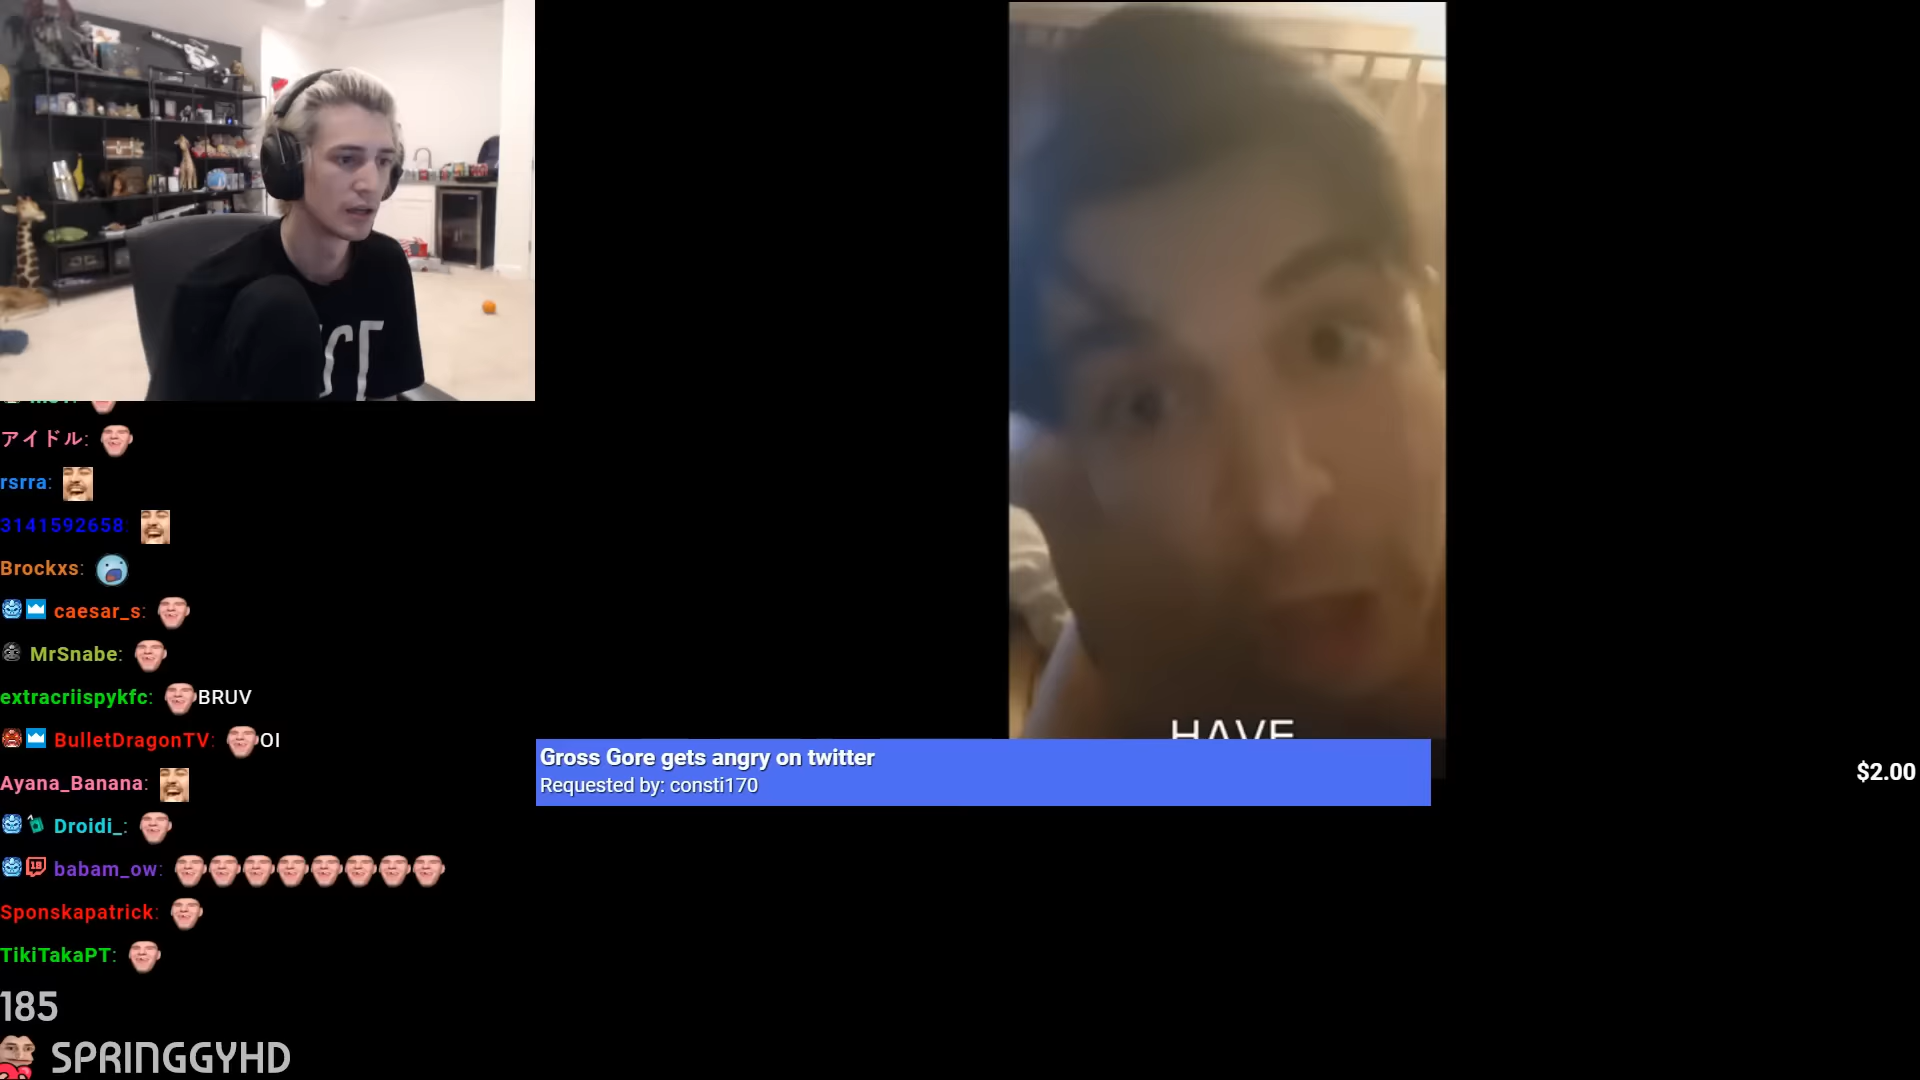 アイドル:
rsrra:
3141592658:
Brockxs:
caesar_s:
MrSnabe:
extracriispykfc: BRUV
BulletDragonTV: OI
Ayana_Banana:
Droidi_:
18 babam_ow:
Sponskapatrick:
TikiTakaPT:
185
SPRINGGYHD
HAVE
Gross Gore gets angry on twitter
Requested by: consti170
$2.00